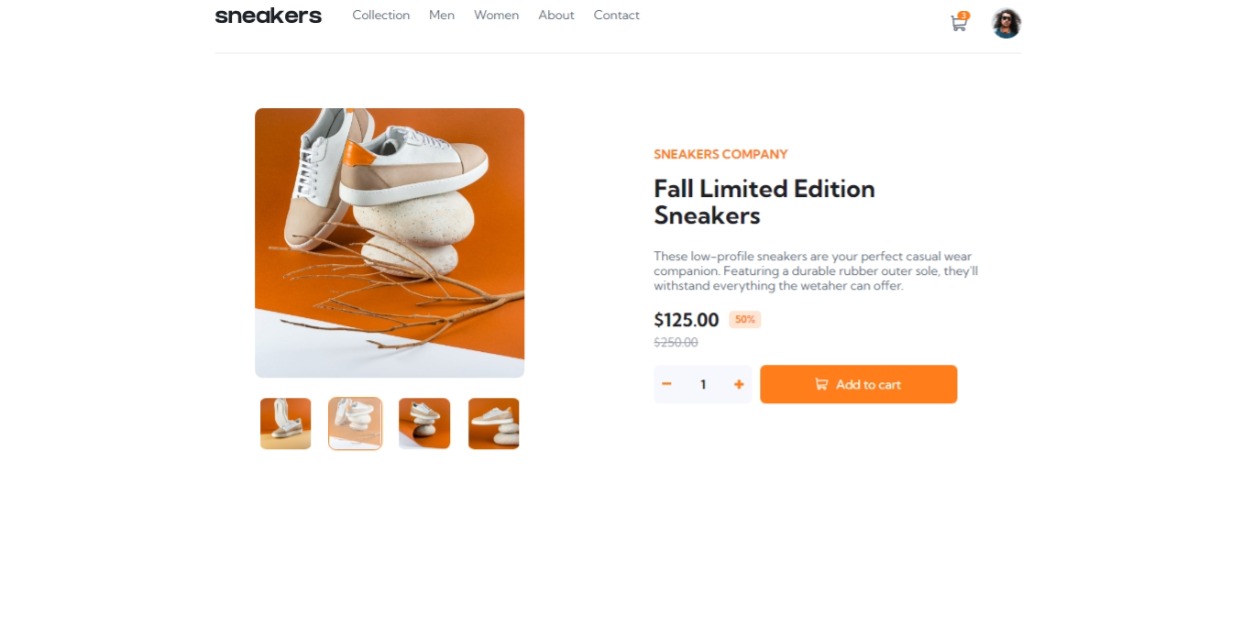 sneakers Collection Men Women About Contact 3
SNEAKERS COMPANY
Fall Limited Edition
Sneakers
These low-profile sneakers are your perfect casual wear
companion. Featuring a durable rubber outer sole, they'll
withstand everything the wetaher can offer.
$125.00 50%
$250.00
− 1 + Add to cart